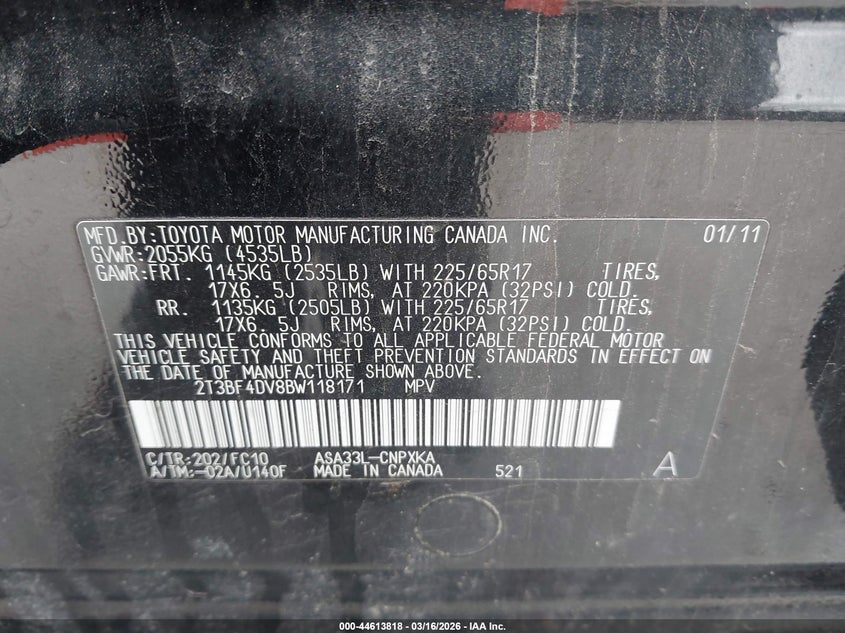 MFD.BY:TOYOTA MOTOR MANUFACTURING CANADA INC. 01/11
GVWR:2055KG (4535LB)
GAWR:FRT. 1145KG (2535LB) WITH 225/65R17 TIRES,
17X6. 5J RIMS, AT 220KPA (32PSI) COLD.
RR. 1135KG (2505LB) WITH 225/65R17 TIRES,
17X6. 5J RIMS, AT 220KPA (32PSI) COLD.
THIS VEHICLE CONFORMS TO ALL APPLICABLE FEDERAL MOTOR
VEHICLE SAFETY AND THEFT PREVENTION STANDARDS IN EFFECT ON
THE DATE OF MANUFACTURE SHOWN ABOVE.
2T3BF4DV8BW118171 MPV
C/TR:202/FC10 ASA33L-CNPXKA
A/TM:-02A/U140F MADE IN CANADA 521 A
000-44613818 - 03/16/2026 - IAA Inc.